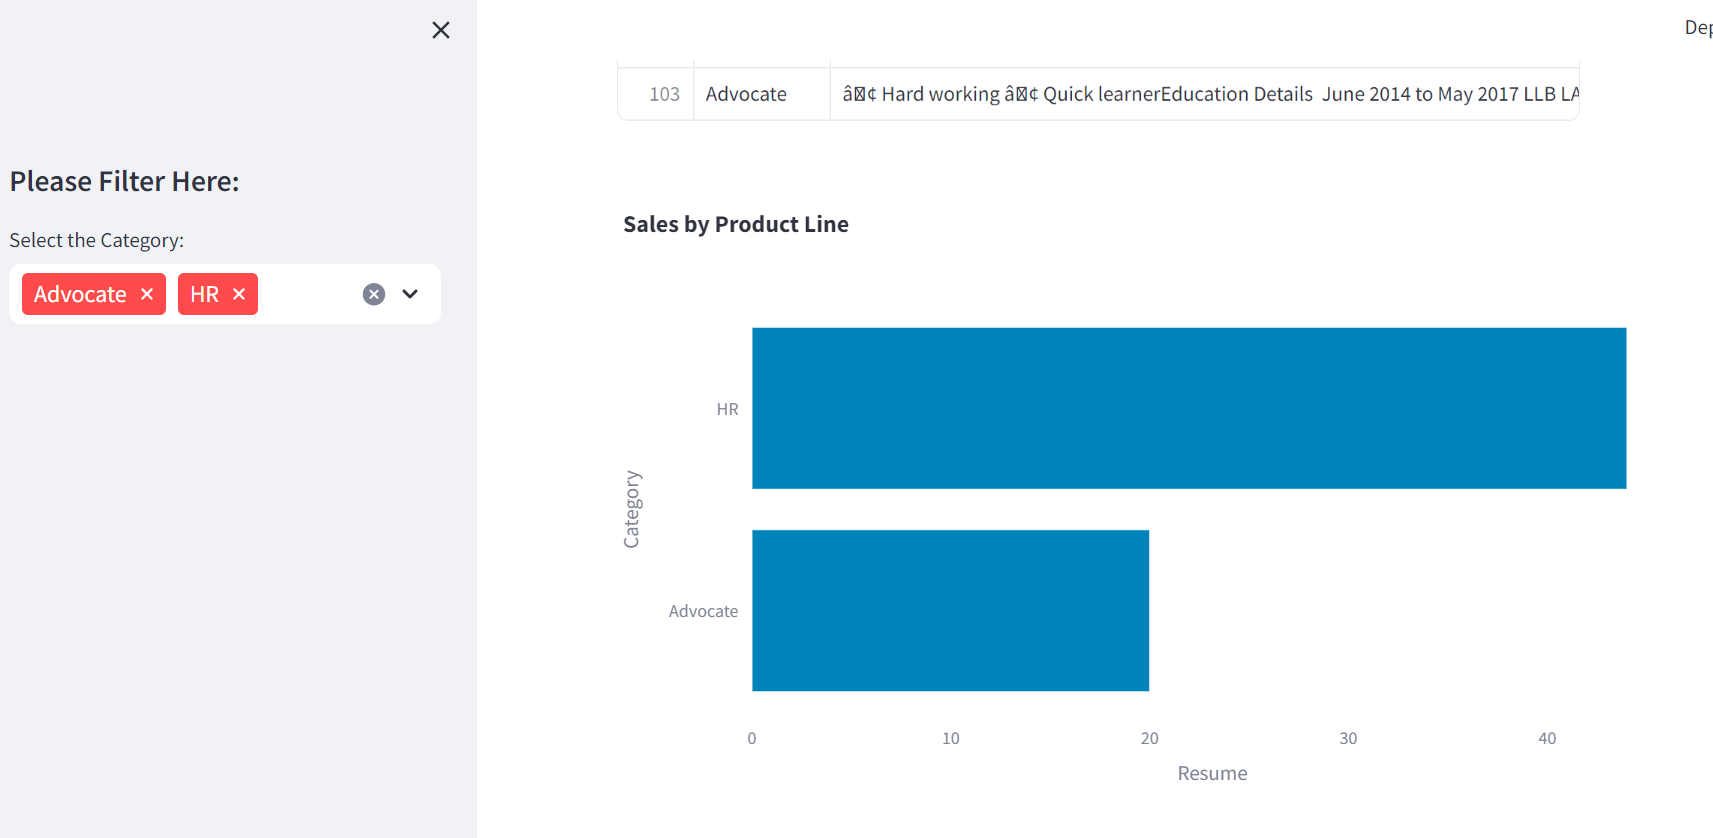 Dep
103 Advocate â¢ Hard working â¢ Quick learnerEducation Details June 2014 to May 2017 LLB LA
Please Filter Here:
Select the Category:
Advocate HR
Sales by Product Line
HR
Advocate
Category
0 10 20 30 40
Resume